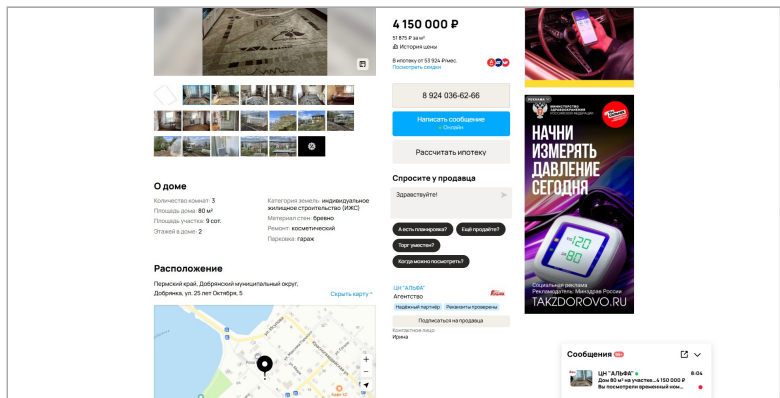 4 150 000 ₽
51 875 ₽ за м²
История цены
В ипотеку от 53 924 ₽/мес.
Посмотреть скидки
8 924 036-62-66
Написать сообщение
Онлайн
Рассчитать ипотеку
Спросите у продавца
Здравствуйте!
А есть планировка?
Ещё продаёте?
Торг уместен?
Когда можно посмотреть?
ЦН "АЛЬФА"
Агентство
Надёжный партнёр
Реквизиты проверены
Подписаться на продавца
Контактное лицо
Ирина
О доме
Количество комнат: 3
Площадь дома: 80 м²
Площадь участка: 9 сот.
Этажей в доме: 2
Категория земель: индивидуальное
жилищное строительство (ИЖС)
Материал стен: бревно
Ремонт: косметический
Парковка: гараж
Расположение
Пермский край, Добрянский муниципальный округ,
Добрянка, ул. 25 лет Октября, 5
Скрыть карту
РЕКЛАМА
МИНИСТЕРСТВО
ЗДРАВООХРАНЕНИЯ
РОССИЙСКОЙ ФЕДЕРАЦИИ
НАЧНИ
ИЗМЕРЯТЬ
ДАВЛЕНИЕ
СЕГОДНЯ
120
80
Социальная реклама
Рекламодатель: Минздрав России
TAKZDOROVO.RU
Сообщения
ЦН "АЛЬФА"
8:04
Дом 80 м² на участке...4 150 000 ₽
Вы посмотрели временный ном...